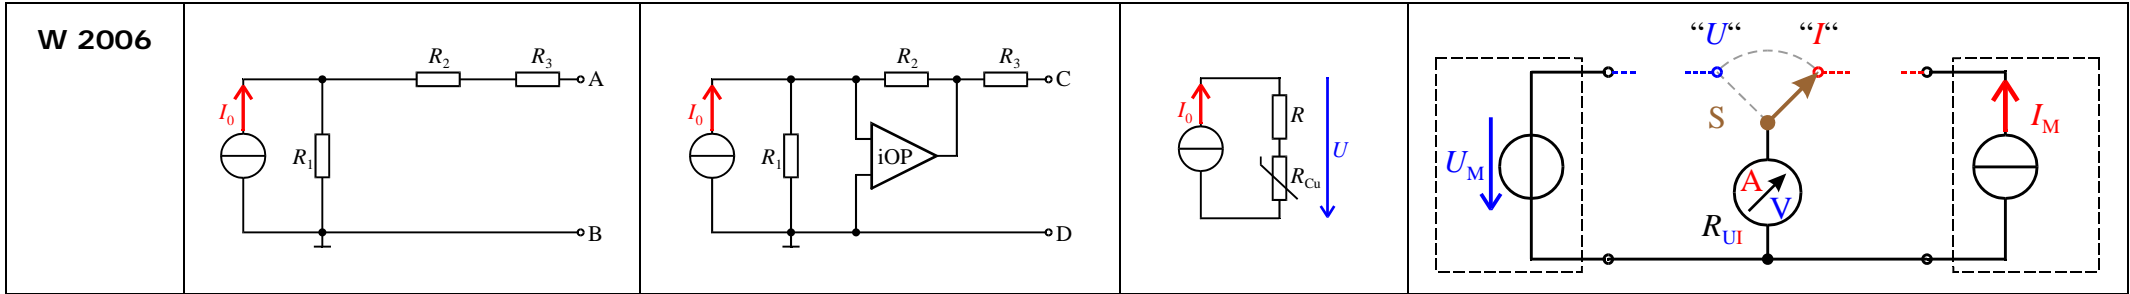 W 2006
I0
R1
R2
R3
A
B
I0
R1
R2
R3
iOP
C
D
I0
R
RCu
U
“U“
“I“
S
UM
A
V
RUI
IM